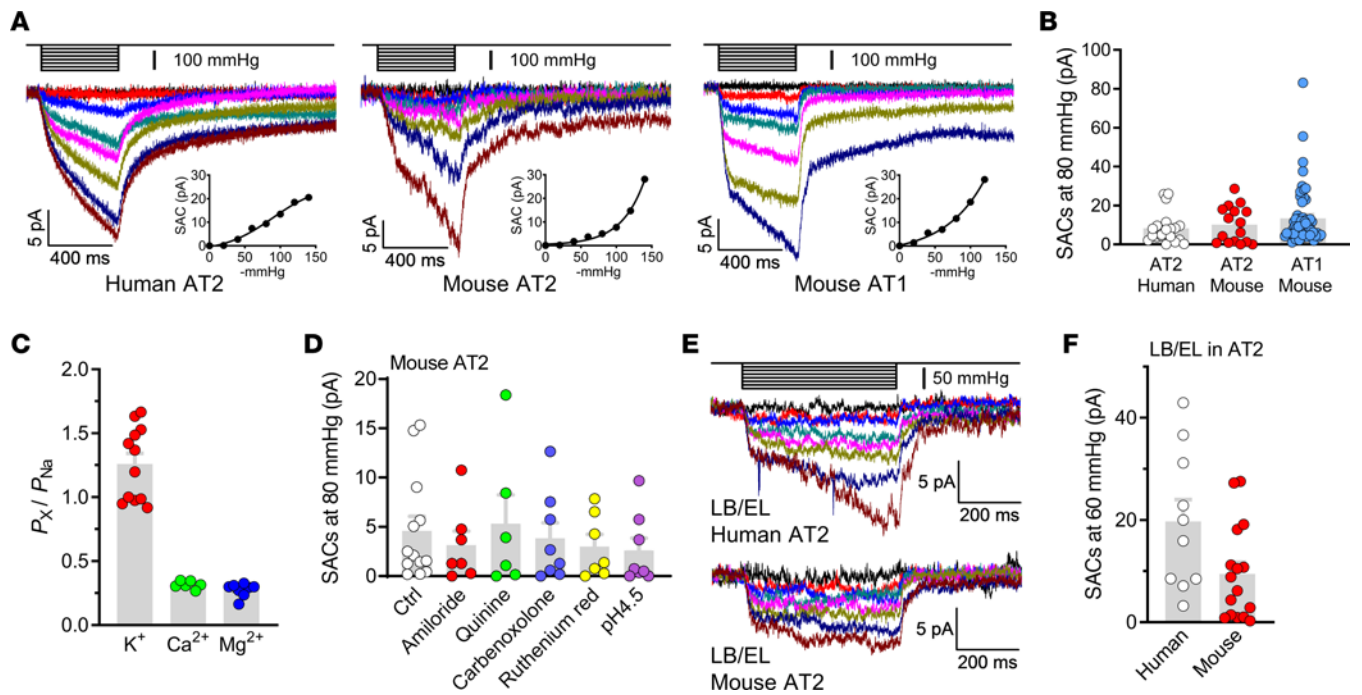 A
100 mmHg
5 pA
400 ms
SAC (pA)
30
20
10
0
0 50 100 150
-mmHg
Human AT2
100 mmHg
5 pA
400 ms
SAC (pA)
30
20
10
0
0 50 100 150
-mmHg
Mouse AT2
100 mmHg
5 pA
400 ms
SAC (pA)
30
20
10
0
0 50 100 150
-mmHg
Mouse AT1
B
SACs at 80 mmHg (pA)
100
80
60
40
20
0
AT2 AT2 AT1
Human Mouse Mouse
C
PX / PNa
2.0
1.5
1.0
0.5
0.0
K+ Ca2+ Mg2+
D
Mouse AT2
SACs at 80 mmHg (pA)
20
15
10
5
0
Ctrl
Amiloride
Quinine
Carbenoxolone
Ruthenium red
pH4.5
E
50 mmHg
5 pA
200 ms
LB/EL
Human AT2
5 pA
200 ms
LB/EL
Mouse AT2
F
LB/EL in AT2
SACs at 60 mmHg (pA)
40
20
0
Human
Mouse